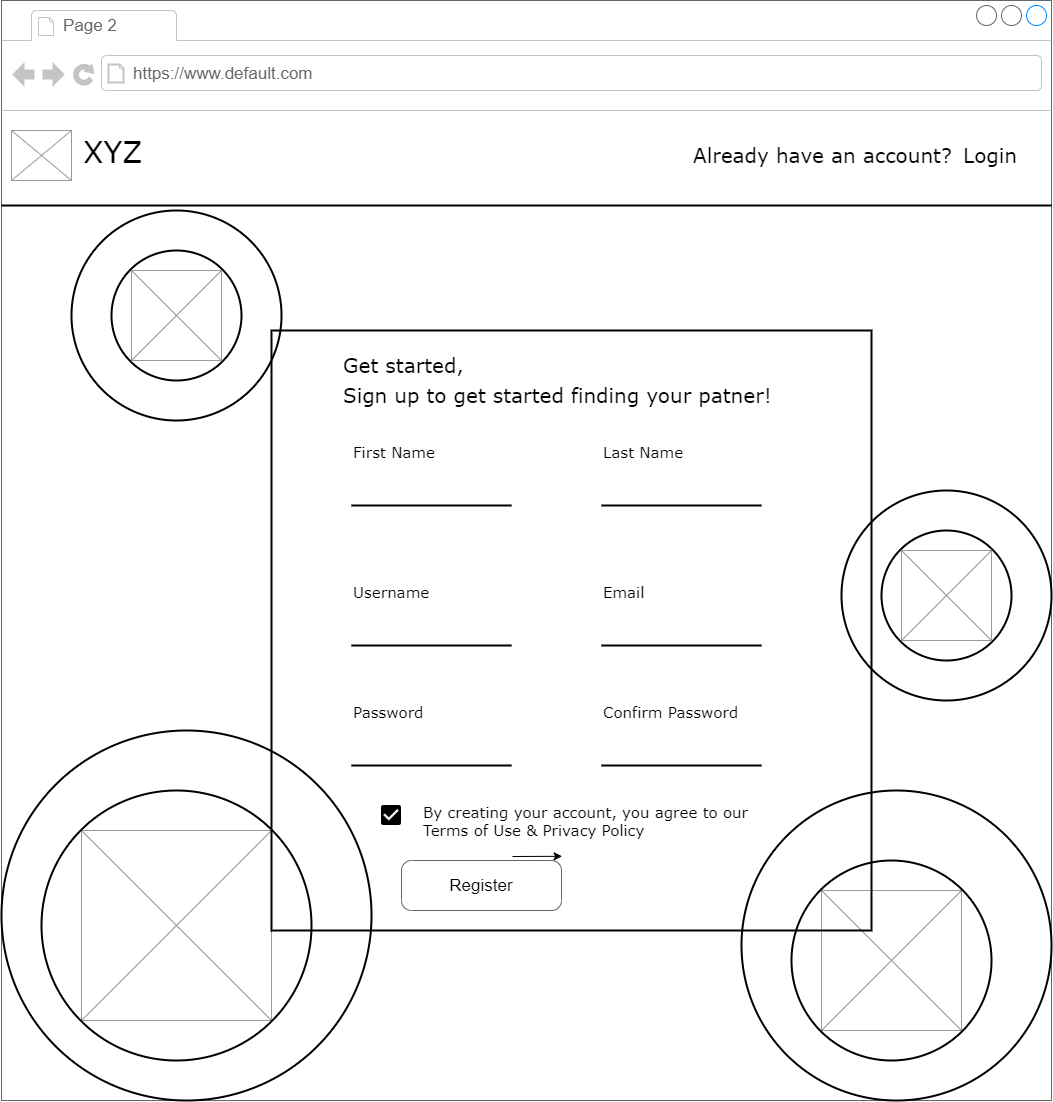 Page 2
https://www.default.com
XYZ
Already have an account? Login
Get started,
Sign up to get started finding your patner!
First Name
Last Name
Username
Email
Password
Confirm Password
By creating your account, you agree to our
Terms of Use & Privacy Policy
Register